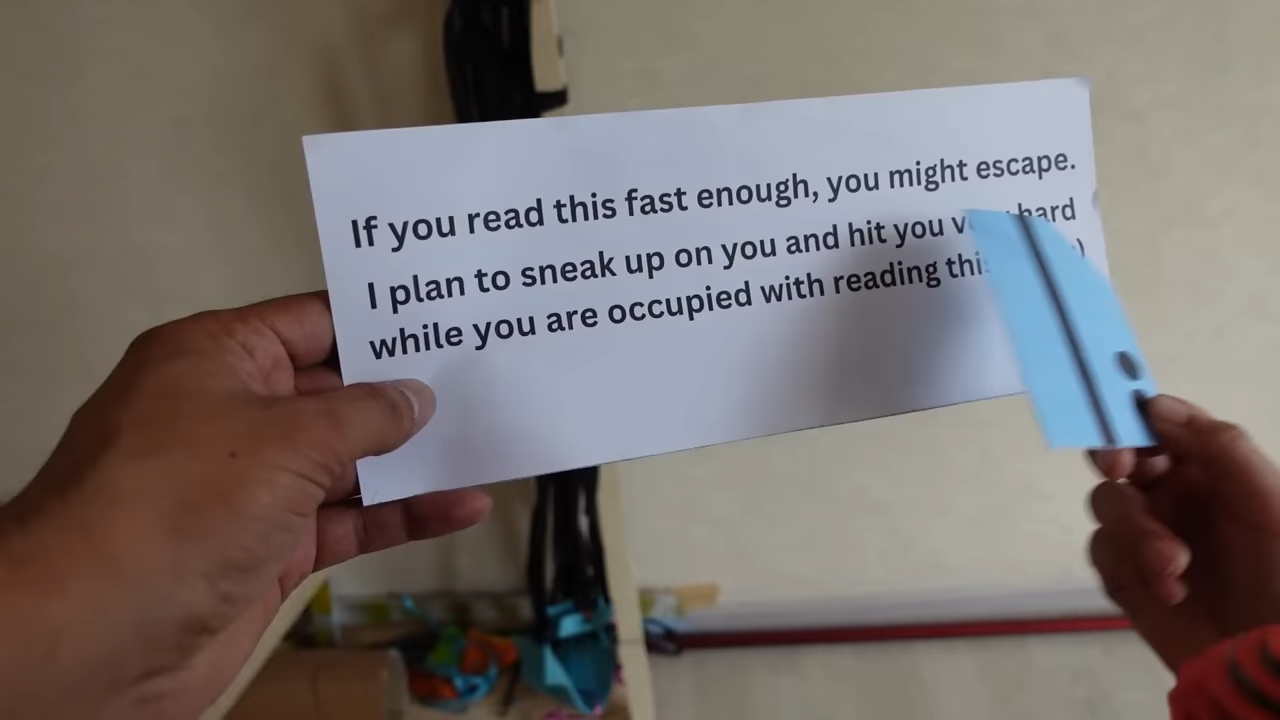 If you read this fast enough, you might escape.
I plan to sneak up on you and hit you hard
while you are occupied with reading